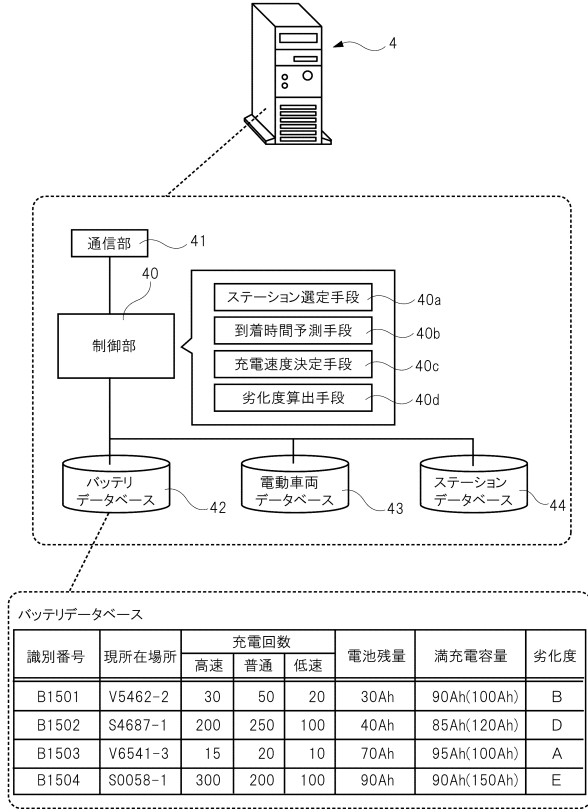 4
通信部
41
40
制御部
ステーション選定手段
40a
到着時間予測手段
40b
充電速度決定手段
40c
劣化度算出手段
40d
バッテリ
データベース
42
電動車両
データベース
43
ステーション
データベース
44
バッテリデータベース
識別番号 現所在場所 充電回数 電池残量 満充電容量 劣化度
高速 普通 低速
B1501 V5462-2 30 50 20 30Ah 90Ah(100Ah) B
B1502 S4687-1 200 250 100 40Ah 85Ah(120Ah) D
B1503 V6541-3 15 20 10 70Ah 95Ah(100Ah) A
B1504 S0058-1 300 200 100 90Ah 90Ah(150Ah) E